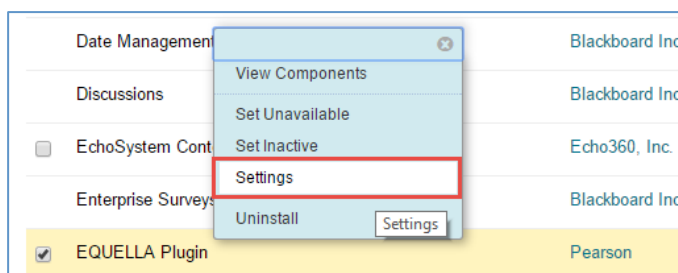 Date Management Blackboard Inc
View Components
Discussions Blackboard Inc
Set Unavailable
EchoSystem Cont Set Inactive Echo360, Inc.
Settings
Enterprise Surveys Blackboard Inc
Uninstall Settings
EQUELLA Plugin Pearson